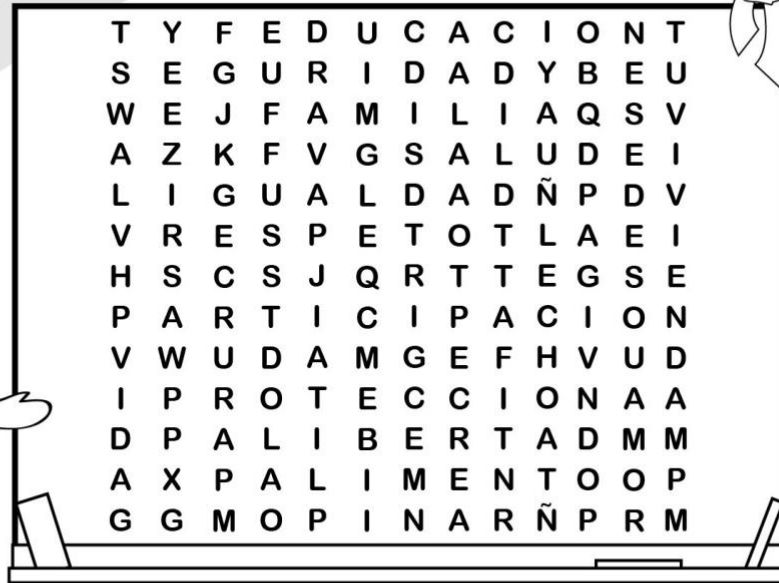 T Y F E D U C A C I O N T
S E G U R I D A D Y B E U
W E J F A M I L I A Q S V
A Z K F V G S A L U D E I
L I G U A L D A D Ñ P D V
V R E S P E T O T L A E I
H S C S J Q R T T E G S E
P A R T I C I P A C I O N
V W U D A M G E F H V U D
I P R O T E C C I O N A A
D P A L I B E R T A D M M
A X P A L I M E N T O O P
G G M O P I N A R Ñ P R M